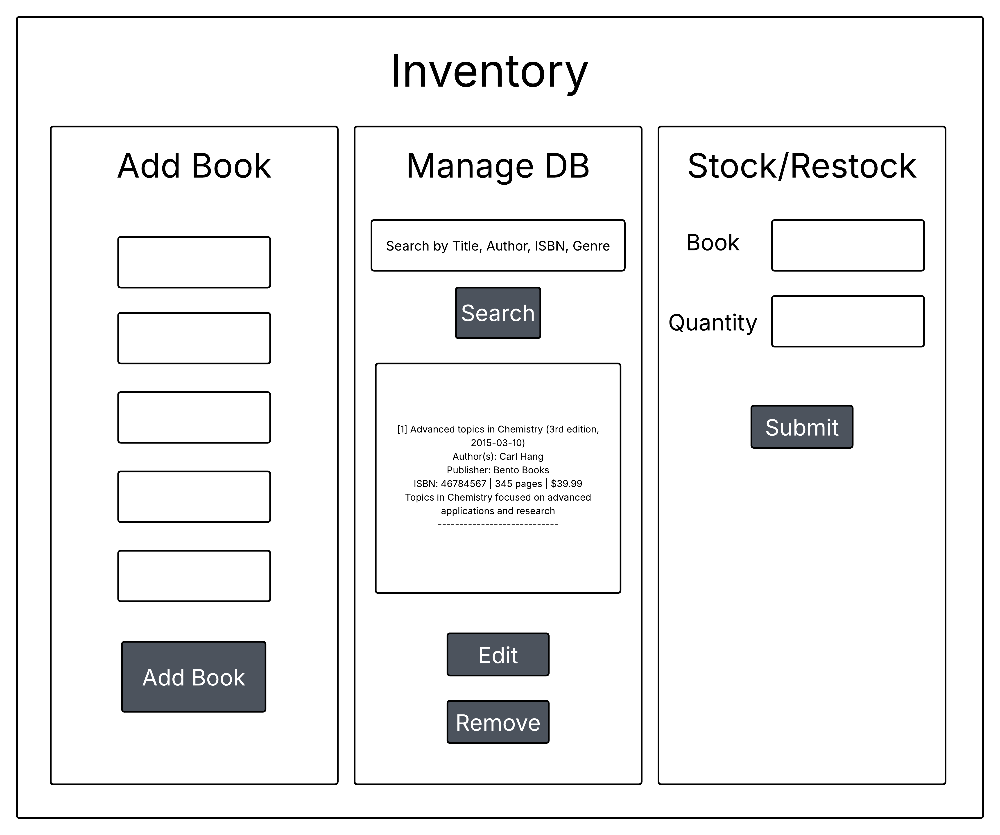 Inventory
Add Book
Add Book
Manage DB
Search by Title, Author, ISBN, Genre
Search
[1] Advanced topics in Chemistry (3rd edition,
2015-03-10)
Author(s): Carl Hang
Publisher: Bento Books
ISBN: 46784567 | 345 pages | $39.99
Topics in Chemistry focused on advanced
applications and research
----------------------------
Edit
Remove
Stock/Restock
Book
Quantity
Submit